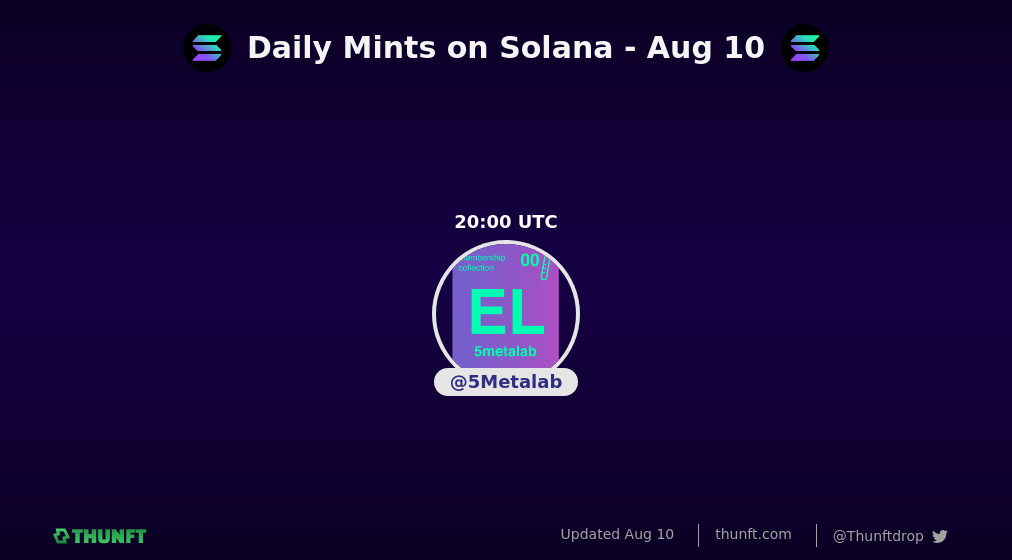 Daily Mints on Solana - Aug 10
20:00 UTC
membership
collection
00
EL
5metalab
@5Metalab
THUNFT
Updated Aug 10
thunft.com
@Thunftdrop